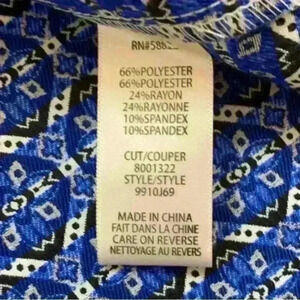 66%POLYESTER
66%POLYESTER
24%RAYON
24%RAYONNE
10%SPANDEX
10%SPANDEX
CUT/COUPER
8001322
STYLE/STYLE
9910J69
MADE IN CHINA
FAIT DANS LA CHINE
CARE ON REVERSE
NETTOYAGE AU REVERS